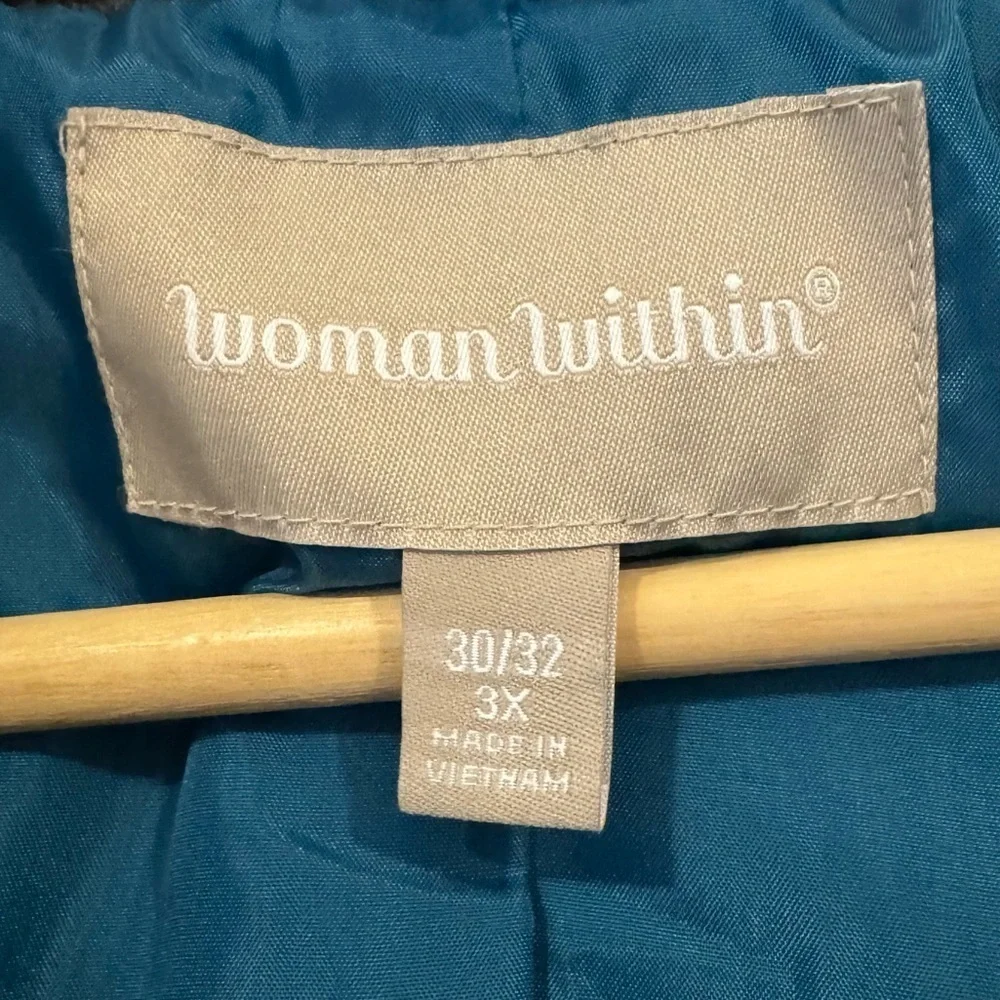 Woman Within®
30/32
3X
MADE IN
VIETNAM